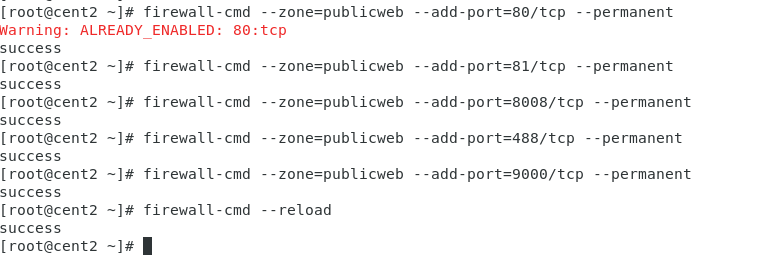 [root@cent2 ~]# firewall-cmd --zone=publicweb --add-port=80/tcp --permanent
Warning: ALREADY_ENABLED: 80:tcp
success
[root@cent2 ~]# firewall-cmd --zone=publicweb --add-port=81/tcp --permanent
success
[root@cent2 ~]# firewall-cmd --zone=publicweb --add-port=8008/tcp --permanent
success
[root@cent2 ~]# firewall-cmd --zone=publicweb --add-port=488/tcp --permanent
success
[root@cent2 ~]# firewall-cmd --zone=publicweb --add-port=9000/tcp --permanent
success
[root@cent2 ~]# firewall-cmd --reload
success
[root@cent2 ~]#